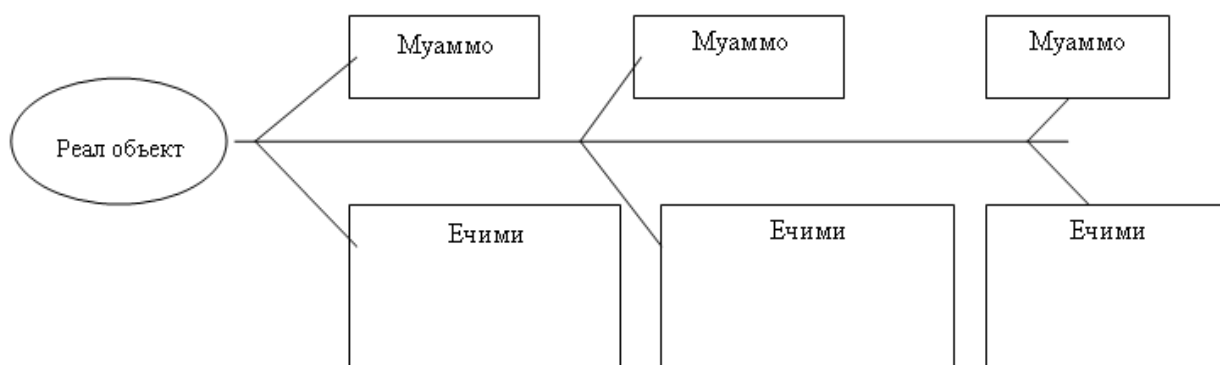 Муаммо
Муаммо
Муаммо
Реал объект
Ечими
Ечими
Ечими